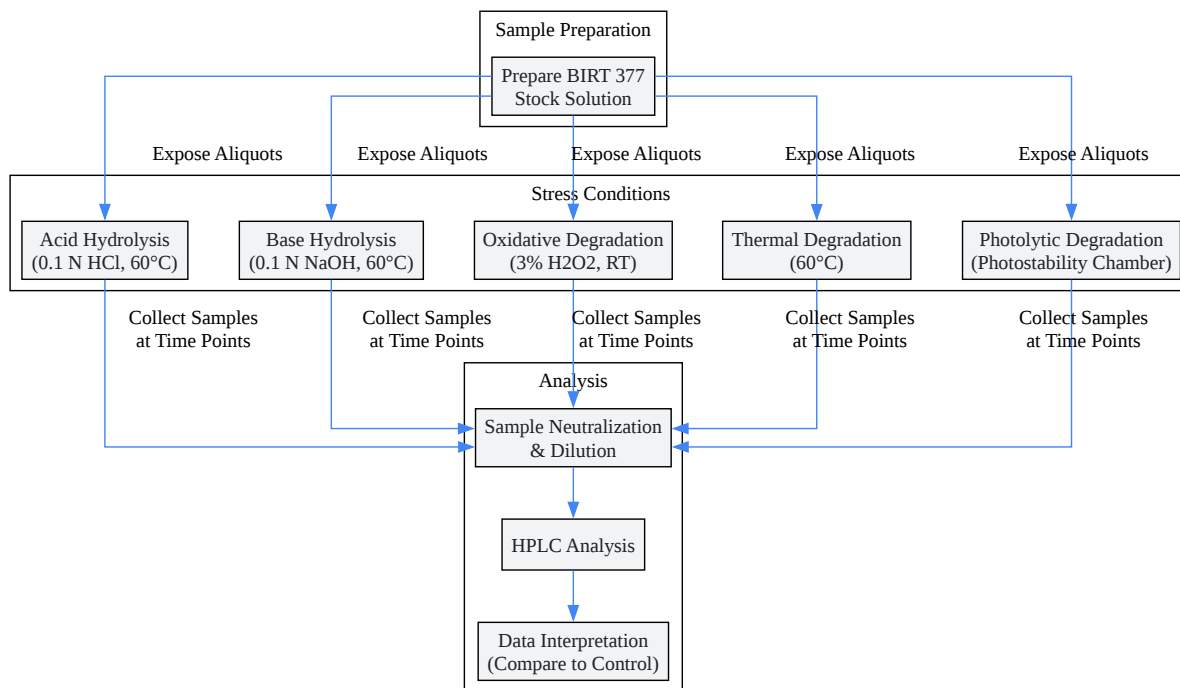 Sample Preparation
Prepare BIRT 377
Stock Solution
Expose Aliquots
Expose Aliquots
Expose Aliquots
Expose Aliquots
Expose Aliquots
Stress Conditions
Acid Hydrolysis
(0.1 N HCl, 60°C)
Base Hydrolysis
(0.1 N NaOH, 60°C)
Oxidative Degradation
(3% H2O2, RT)
Thermal Degradation
(60°C)
Photolytic Degradation
(Photostability Chamber)
Collect Samples
at Time Points
Collect Samples
at Time Points
Collect Samples
at Time Points
Collect Samples
at Time Points
Collect Samples
at Time Points
Analysis
Sample Neutralization
& Dilution
HPLC Analysis
Data Interpretation
(Compare to Control)